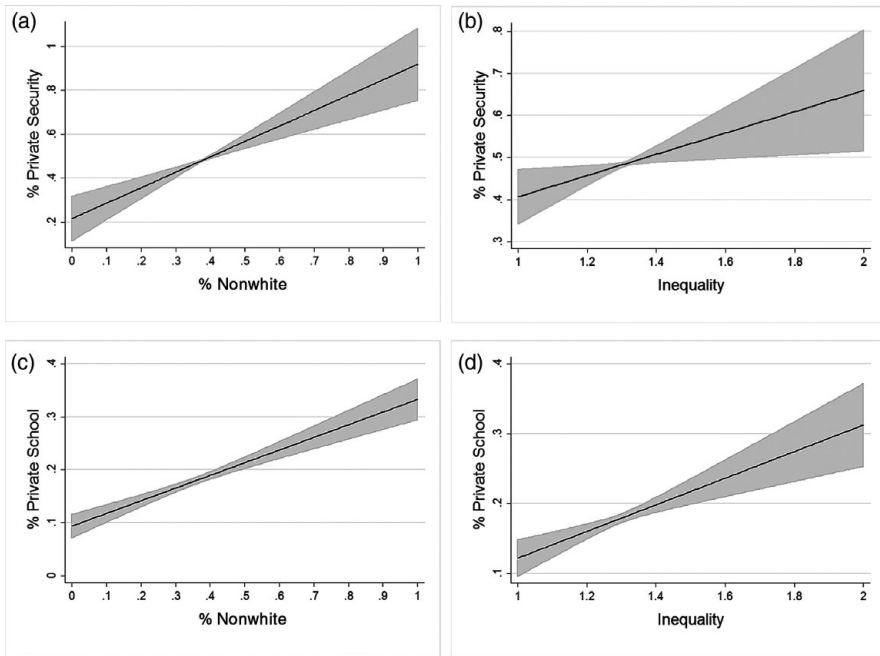 (a)
% Private Security
1
.8
.6
.4
.2
0 .1 .2 .3 .4 .5 .6 .7 .8 .9 1
% Nonwhite
(b)
% Private Security
.8
.7
.6
.5
.4
.3
1 1.2 1.4 1.6 1.8 2
Inequality
(c)
% Private School
.4
.3
.2
.1
0
0 .1 .2 .3 .4 .5 .6 .7 .8 .9 1
% Nonwhite
(d)
% Private School
.4
.3
.2
.1
1 1.2 1.4 1.6 1.8 2
Inequality